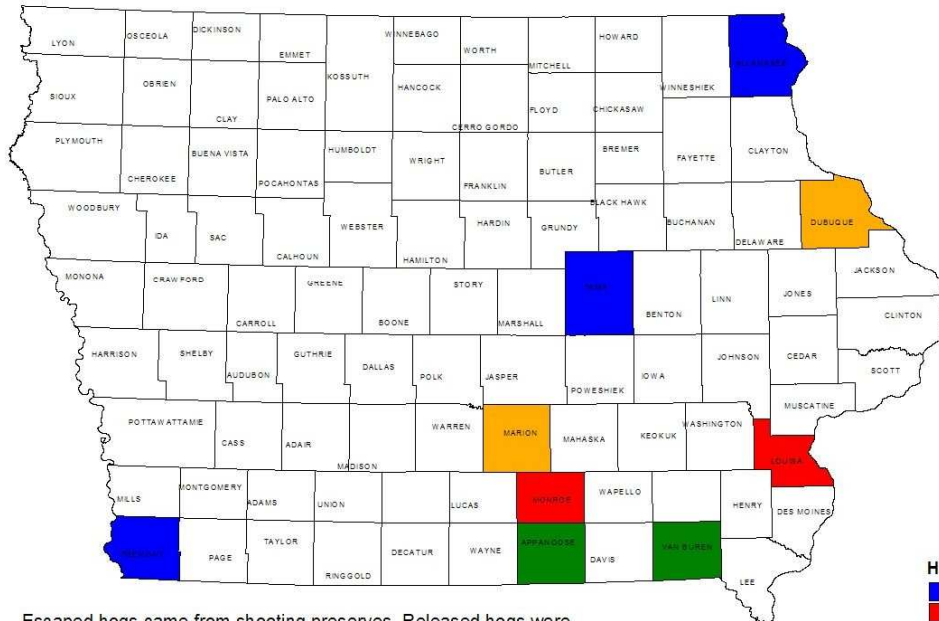 LYON
OSCEOLA
DICKINSON
EMMET
WINNEBAGO
WORTH
MITCHELL
HOWARD
WINNESHIEK
KOSSUTH
SIOUX
OBRIEN
CLAY
PALO ALTO
HANCOCK
CERRO GORDO
FLOYD
CHICKASAW
PLYMOUTH
CHEROKEE
BUENA VISTA
POCAHONTAS
HUMBOLDT
WRIGHT
FRANKLIN
BUTLER
BREMER
FAYETTE
CLAYTON
WOODBURY
IDA
SAC
CALHOUN
WEBSTER
HAMILTON
HARDIN
GRUNDY
BLACK HAWK
BUCHANAN
DELAWARE
DUBUQUE
MONONA
CRAWFORD
CARROLL
GREENE
BOONE
STORY
MARSHALL
BENTON
LINN
JONES
JACKSON
CLINTON
HARRISON
SHELBY
AUDUBON
GUTHRIE
DALLAS
POLK
JASPER
POWESHIEK
IOWA
JOHNSON
CEDAR
SCOTT
MUSCATINE
POTTAWATTAMIE
CASS
ADAIR
MADISON
WARREN
MARION
MAHASKA
KEOKUK
WASHINGTON
LOUISA
MILLS
MONTGOMERY
ADAMS
UNION
LUCAS
MONROE
WAPELLO
HENRY
DES MOINES
PAGE
TAYLOR
RINGGOLD
DECATUR
WAYNE
APPANOOSE
DAVIS
VAN BUREN
LEE
Escaped hogs came from shooting preserves. Released hogs were
H